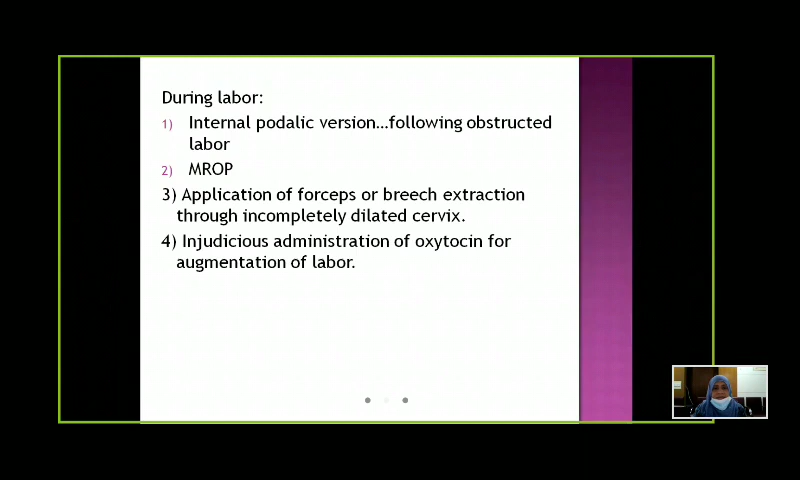 During labor:
1) Internal podalic version…following obstructed
labor
2) MROP
3) Application of forceps or breech extraction
through incompletely dilated cervix.
4) Injudicious administration of oxytocin for
augmentation of labor.